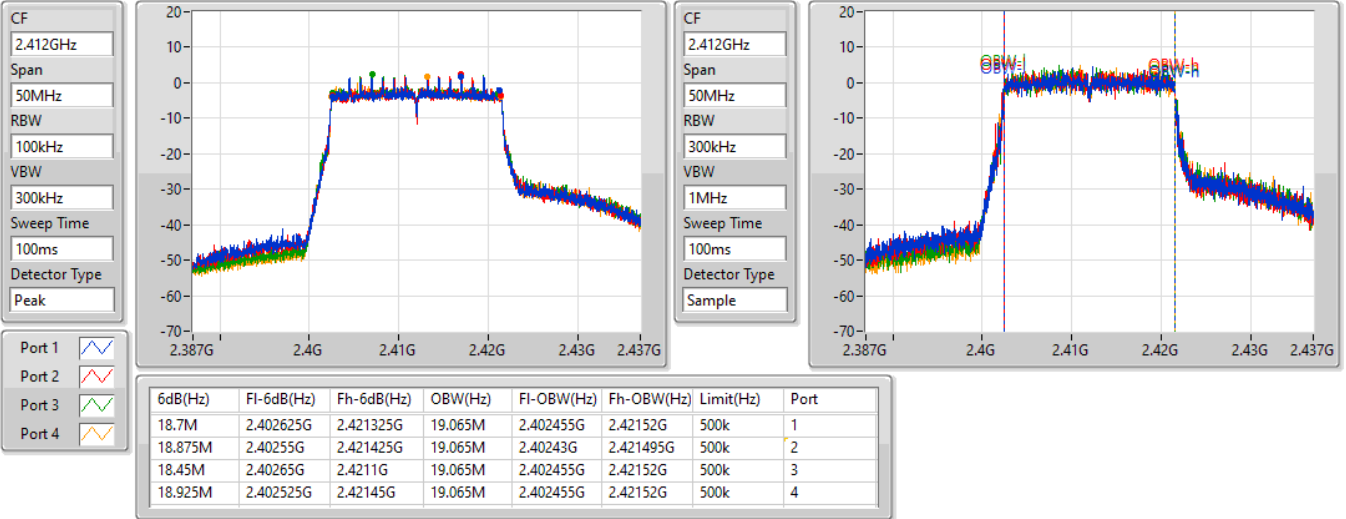 CF
2.412GHz
Span
50MHz
RBW
100kHz
VBW
300kHz
Sweep Time
100ms
Detector Type
Peak
20
10
0
-10
-20
-30
-40
-50
-60
-70
2.387G 2.4G 2.41G 2.42G 2.43G 2.437G
CF
2.412GHz
Span
50MHz
RBW
300kHz
VBW
1MHz
Sweep Time
100ms
Detector Type
Sample
20
10
0
-10
-20
-30
-40
-50
-60
-70
OBW-l OBW-h
2.387G 2.4G 2.41G 2.42G 2.43G 2.437G
Port 1
Port 2
Port 3
Port 4
6dB(Hz) Fl-6dB(Hz) Fh-6dB(Hz) OBW(Hz) Fl-OBW(Hz) Fh-OBW(Hz) Limit(Hz) Port
18.7M 2.402625G 2.421325G 19.065M 2.402455G 2.42152G 500k 1
18.875M 2.40255G 2.421425G 19.065M 2.40243G 2.421495G 500k 2
18.45M 2.40265G 2.4211G 19.065M 2.402455G 2.42152G 500k 3
18.925M 2.402525G 2.42145G 19.065M 2.402455G 2.42152G 500k 4